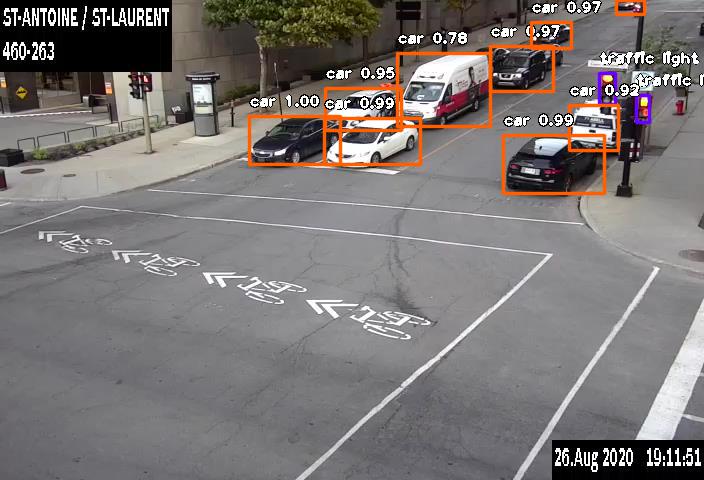 ST-ANTOINE / ST-LAURENT
460-263
car 0.97
car 0.97
car 0.78
traffic light
traffic l
car 0.95
car 0.92
car 1.00
car 0.99
car 0.99
26.Aug 2020 19:11:51